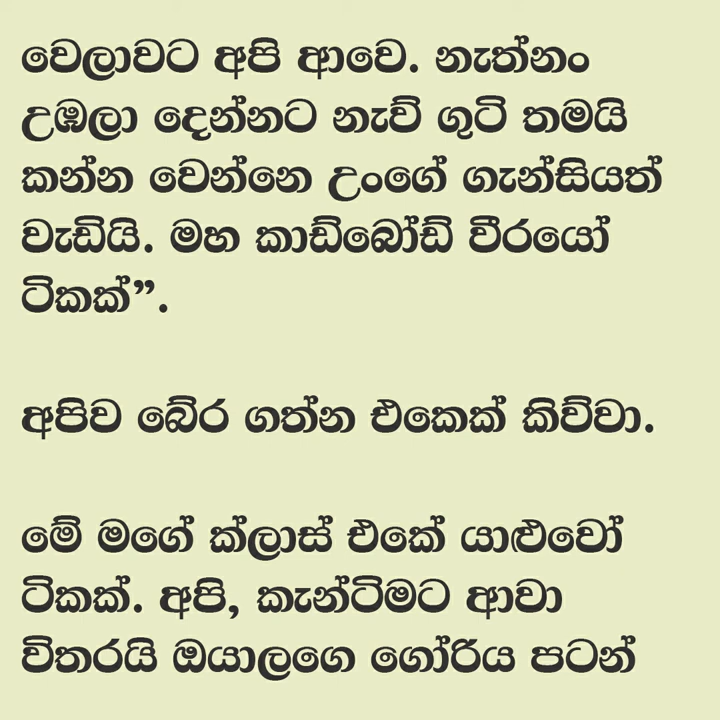 වෙලාවට අපි ආවෙ. නැත්නං
උඹලා දෙන්නට නැව් ගුටි තමයි
කන්න වෙන්නෙ උංගේ ගැන්සියත්
වැඩියි. මහ කාඩ්බෝඩ් වීරයෝ
ටිකක්”.
අපිව බේර ගත්න එකෙක් කිව්වා.
මේ මගේ ක්ලාස් එකේ යාළුවෝ
ටිකක්. අපි, කැන්ටිමට ආවා
විතරයි ඔයාලගෙ ගෝරිය පටන්